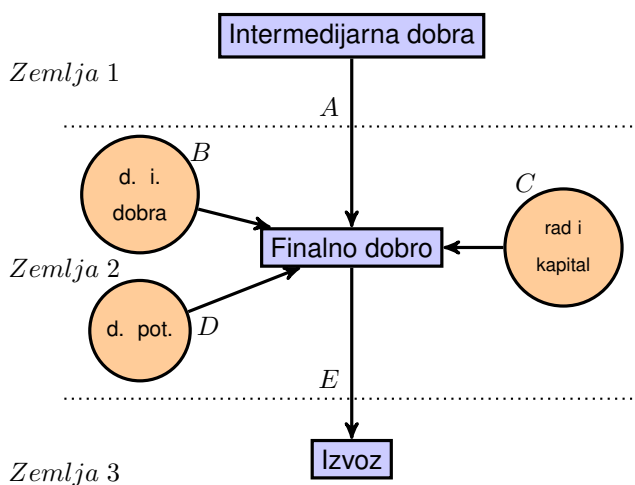 Intermedijarna dobra
Zemlja 1
A
B
d. i.
dobra
C
rad i
kapital
Finalno dobro
Zemlja 2
d. pot.
D
E
Izvoz
Zemlja 3